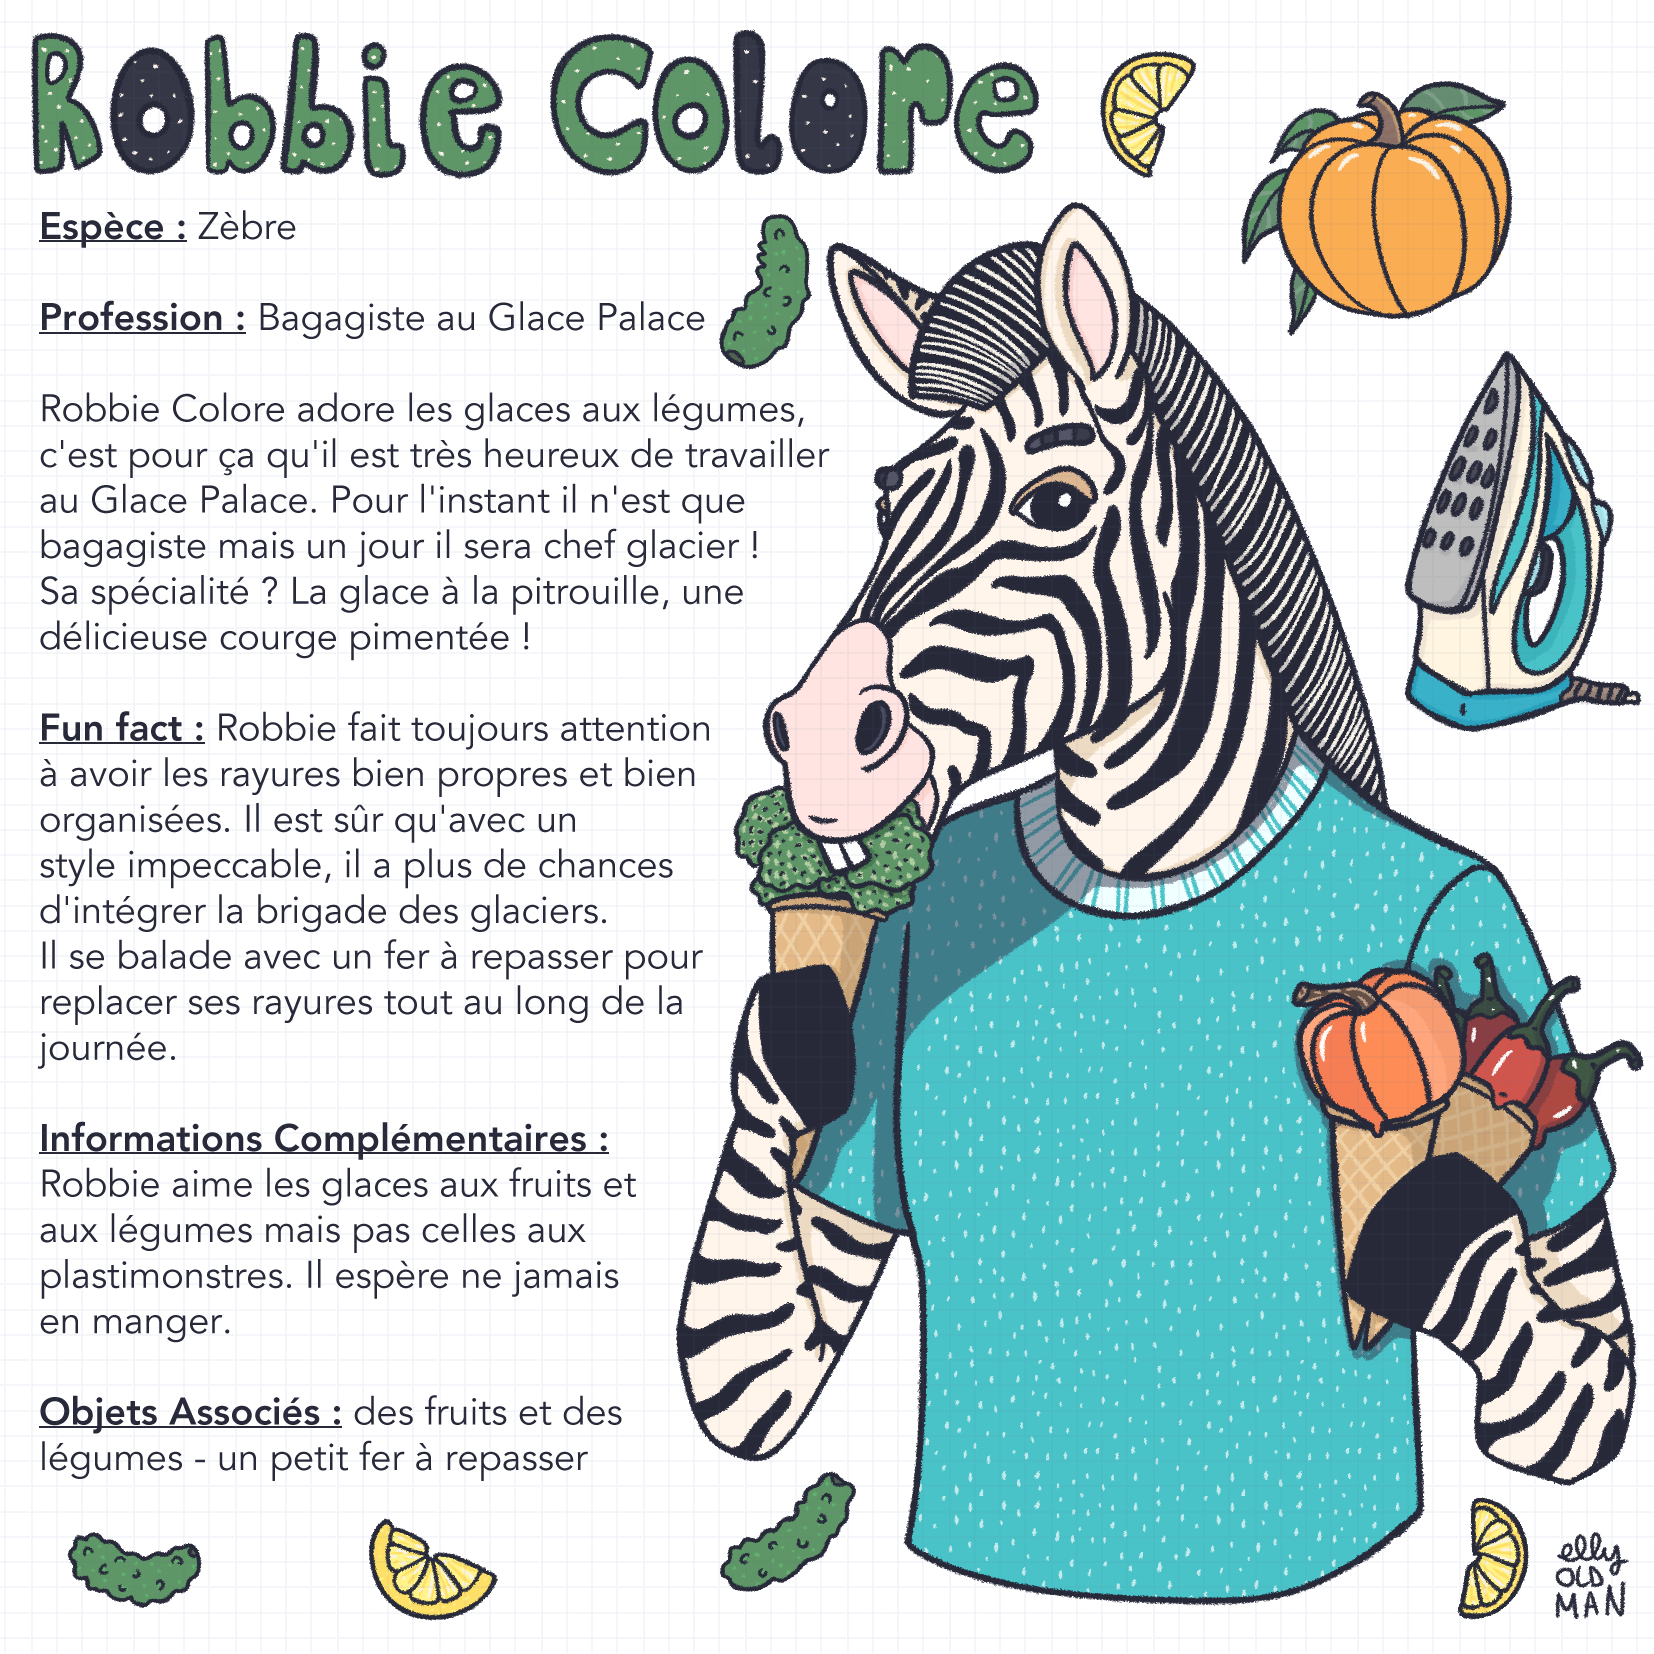 Robbie Colore
Espèce : Zèbre
Profession : Bagagiste au Glace Palace
Robbie Colore adore les glaces aux légumes,
c'est pour ça qu'il est très heureux de travailler
au Glace Palace. Pour l'instant il n'est que
bagagiste mais un jour il sera chef glacier !
Sa spécialité ? La glace à la pitrouille, une
délicieuse courge pimentée !
Fun fact : Robbie fait toujours attention
à avoir les rayures bien propres et bien
organisées. Il est sûr qu'avec un
style impeccable, il a plus de chances
d'intégrer la brigade des glaciers.
Il se balade avec un fer à repasser pour
replacer ses rayures tout au long de la
journée.
Informations Complémentaires :
Robbie aime les glaces aux fruits et
aux légumes mais pas celles aux
plastimonstres. Il espère ne jamais
en manger.
Objets Associés : des fruits et des
légumes - un petit fer à repasser
elly
OLD
MAN